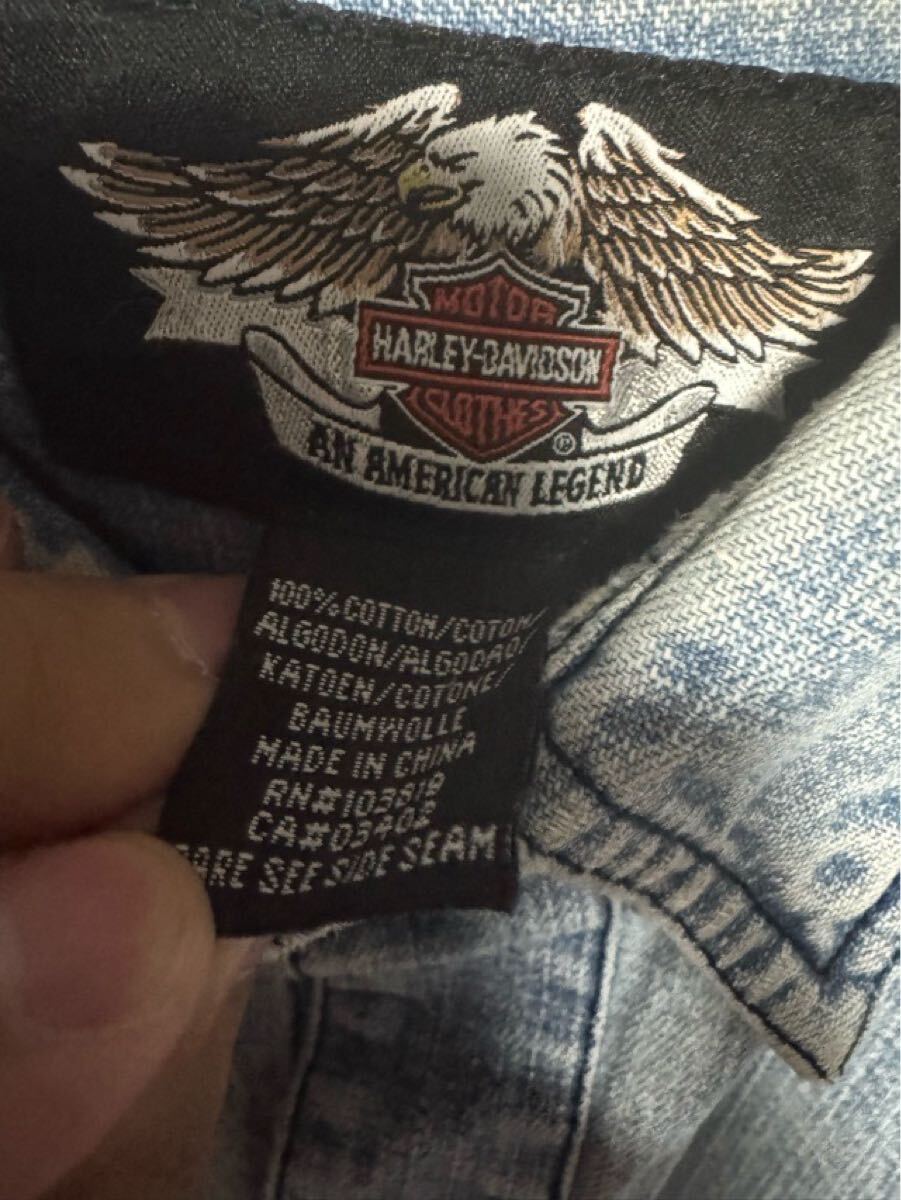 MOTOR
HARLEY-DAVIDSON
CLOTHES
®
AN AMERICAN LEGEND
100% COTTON/COTON/
ALGODON/ALGODAO/
KATOEN/COTONE/
BAUMWOLLE
MADE IN CHINA
RN#103819
CA#03402
CARE SEE SIDE SEAM